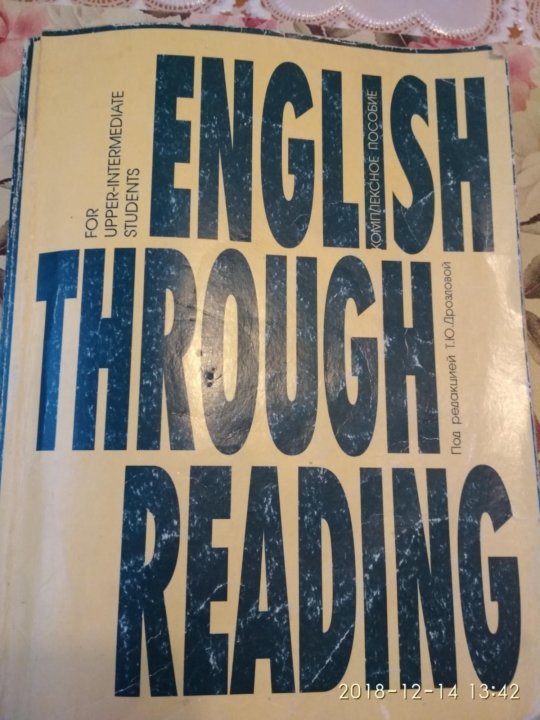 FOR
UPPER-INTERMEDIATE
STUDENTS
ENGLISH
КОМПЛЕКСНОЕ ПОСОБИЕ
THROUGH
Под редакцией Т.Ю.Дроздовой
READING
2018-12-14 13:42